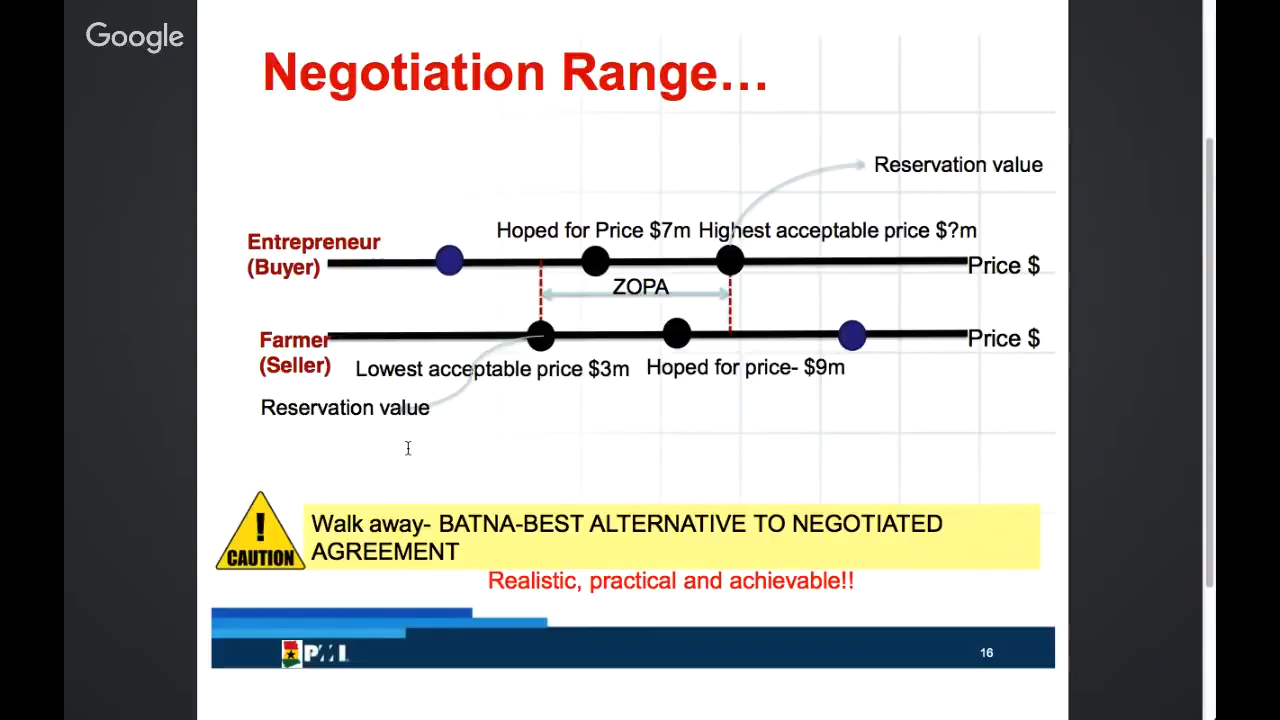 Google
Negotiation Range…
Reservation value
Hoped for Price $7m Highest acceptable price $?m
Entrepreneur
(Buyer)
Price $
ZOPA
Farmer
(Seller)
Price $
Lowest acceptable price $3m Hoped for price- $9m
Reservation value
! CAUTION
Walk away- BATNA-BEST ALTERNATIVE TO NEGOTIATED
AGREEMENT
Realistic, practical and achievable!!
PMI
16